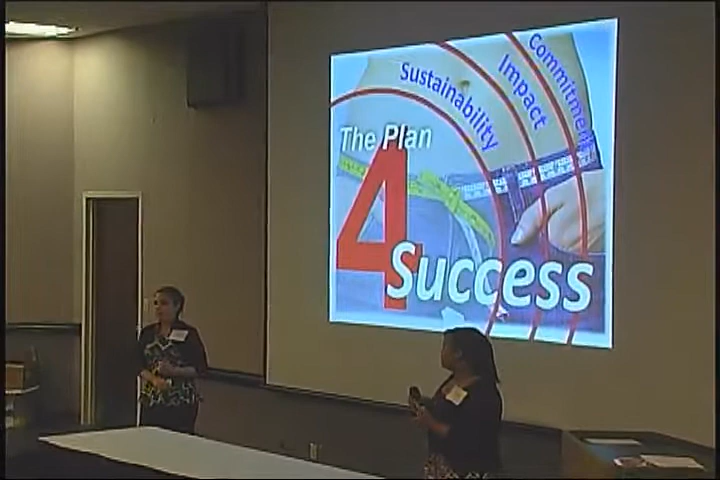 The Plan
4
Success
Sustainability
Impact
Commitment